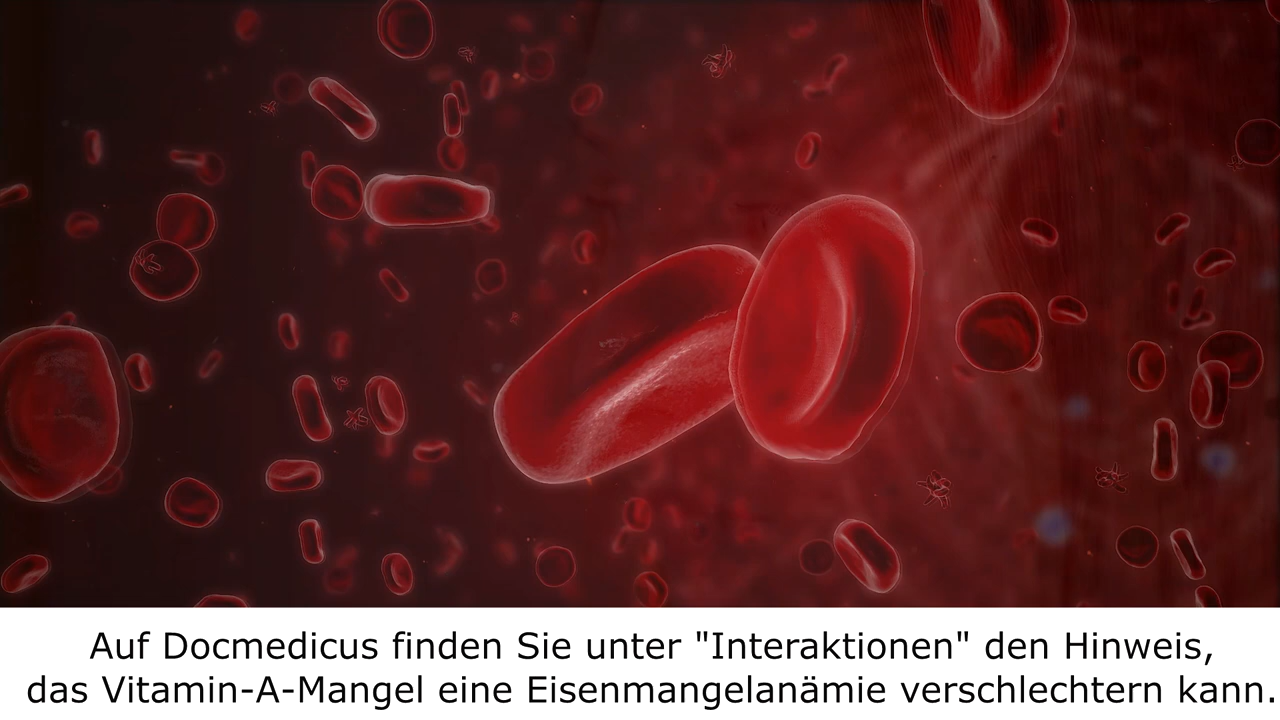 Auf Docmedicus finden Sie unter "Interaktionen" den Hinweis,
das Vitamin-A-Mangel eine Eisenmangelanämie verschlechtern kann.